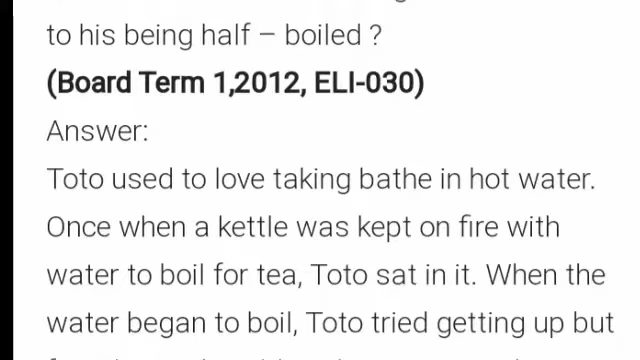 to his being half – boiled ?
(Board Term 1,2012, ELI-030)
Answer:
Toto used to love taking bathe in hot water.
Once when a kettle was kept on fire with
water to boil for tea, Toto sat in it. When the
water began to boil, Toto tried getting up but